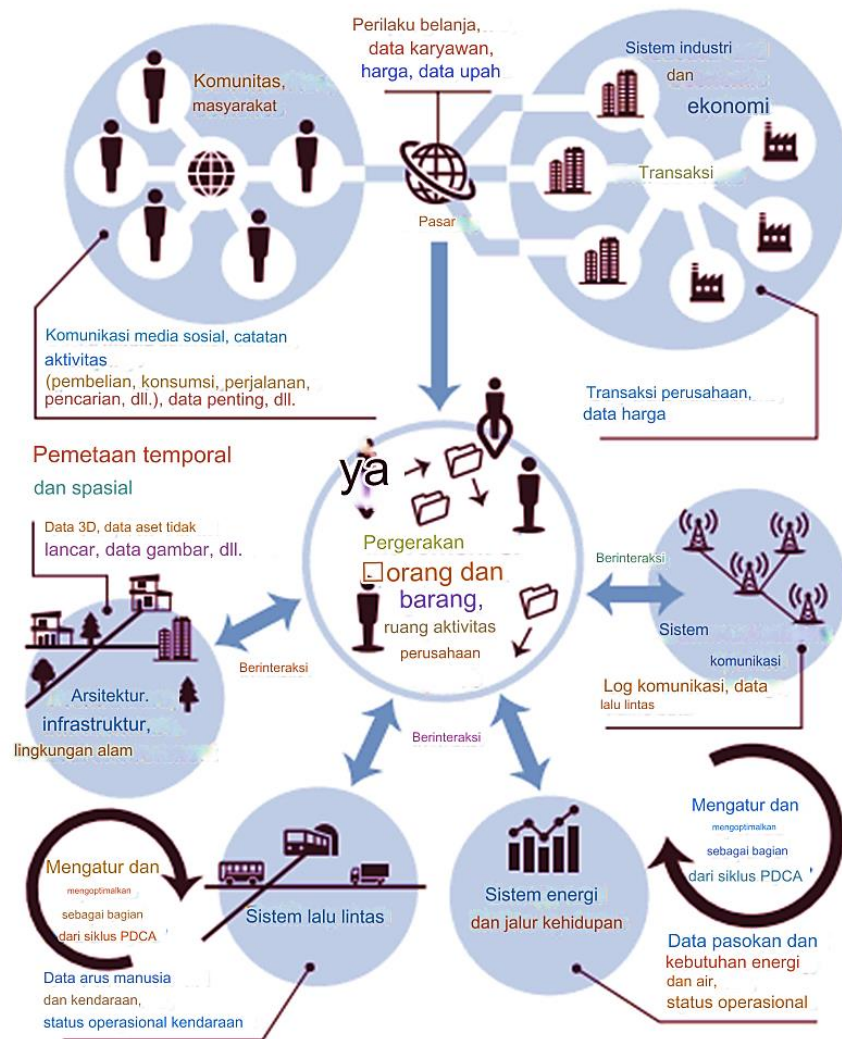 Perilaku belanja,
data karyawan,
harga, data upah
Komunitas,
masyarakat
Sistem industri
dan
ekonomi
Transaksi
Pasar
Komunikasi media sosial, catatan
aktivitas
(pembelian, konsumsi, perjalanan,
pencarian, dll.), data penting, dll.
Transaksi perusahaan,
data harga
Pemetaan temporal
dan spasial
Data 3D, data aset tidak
lancar, data gambar, dll.
ya
Pergerakan
orang dan
barang,
ruang aktivitas
perusahaan
Berinteraksi
Sistem
komunikasi
Log komunikasi, data
lalu lintas
Berinteraksi
Arsitektur.
infrastruktur,
lingkungan alam
Berinteraksi
Mengatur dan
mengoptimalkan
sebagai bagian
dari siklus PDCA
Sistem lalu lintas
Sistem energi
dan jalur kehidupan
Mengatur dan
mengoptimalkan
sebagai bagian
dari siklus PDCA
Data arus manusia
dan kendaraan,
status operasional kendaraan
Data pasokan dan
kebutuhan energi
dan air,
status operasional